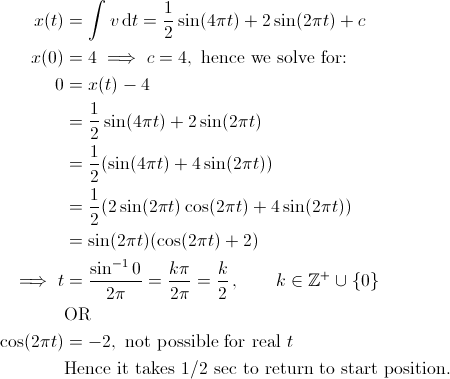 x(t) = ∫ v dt = 1/2 sin(4πt) + 2 sin(2πt) + c
x(0) = 4 ⟹ c = 4, hence we solve for:
0 = x(t) − 4
= 1/2 sin(4πt) + 2 sin(2πt)
= 1/2 (sin(4πt) + 4 sin(2πt))
= 1/2 (2 sin(2πt) cos(2πt) + 4 sin(2πt))
= sin(2πt)(cos(2πt) + 2)
⟹ t = sin⁻¹ 0 / 2π = kπ / 2π = k/2 , k ∈ ℤ⁺ ∪ {0}
OR
cos(2πt) = −2, not possible for real t
Hence it takes 1/2 sec to return to start position.